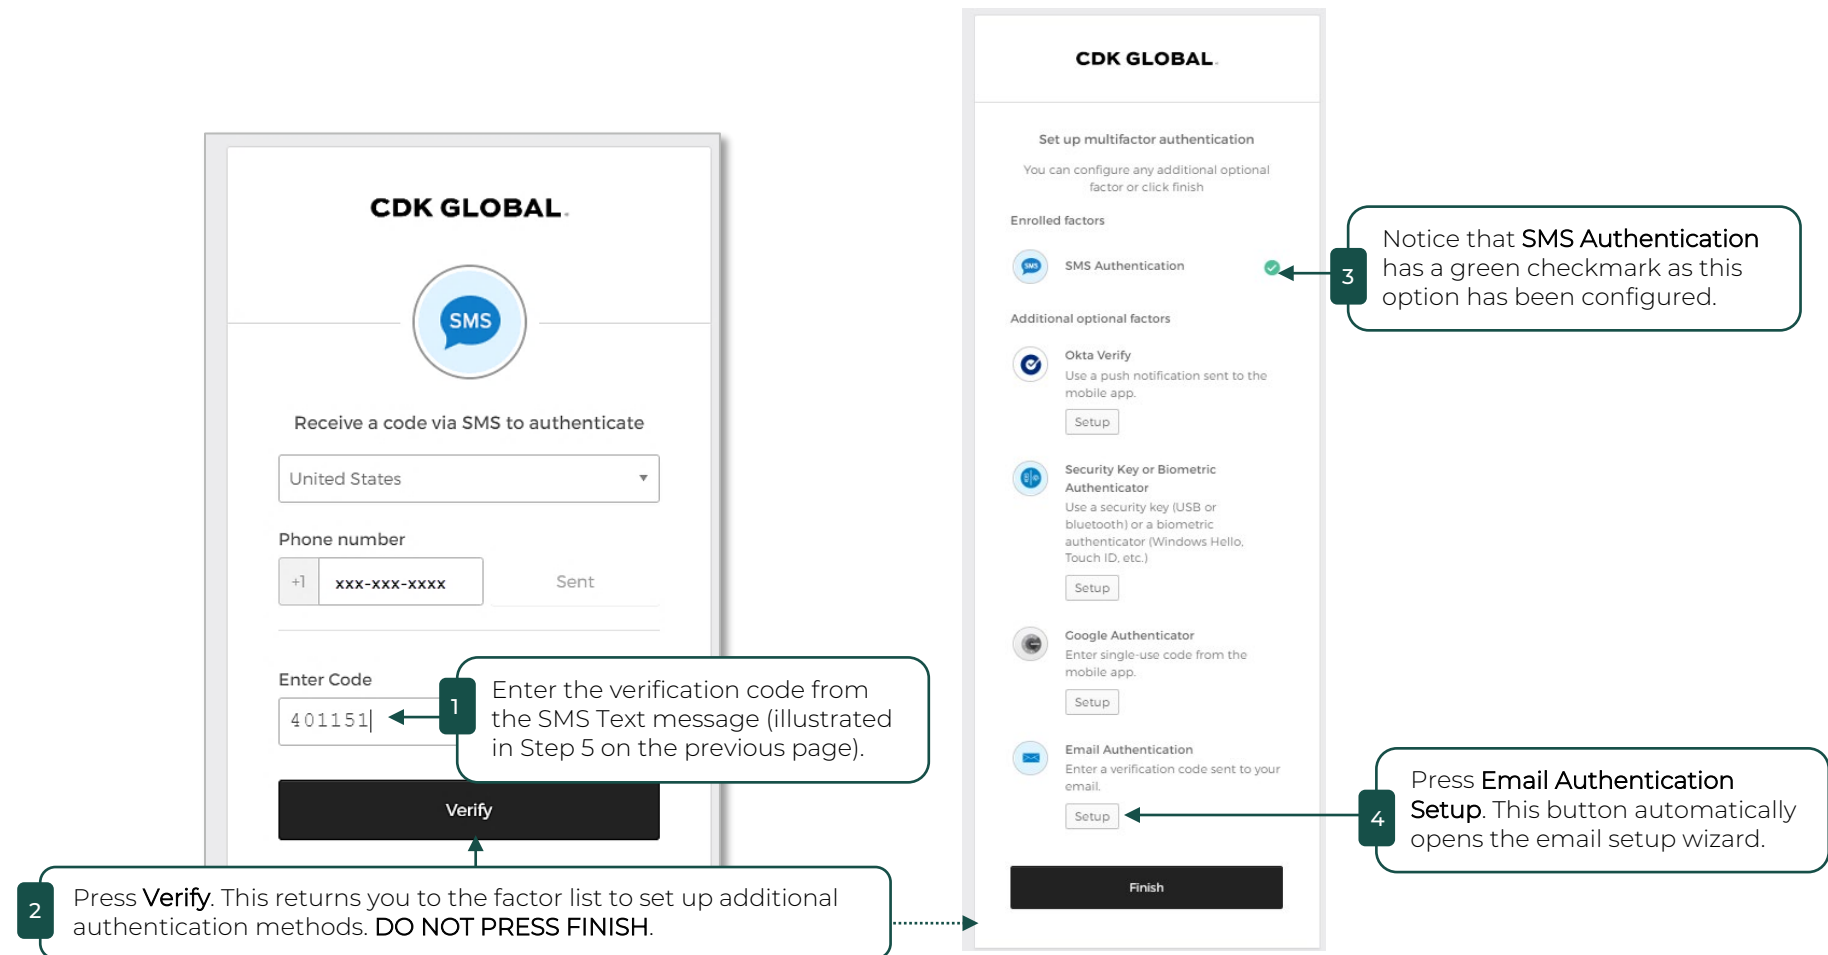 CDK GLOBAL.
SMS
Receive a code via SMS to authenticate
United States
Phone number
+1 xxx-xxx-xxxx Sent
Enter Code
401151
1
Enter the verification code from
the SMS Text message (illustrated
in Step 5 on the previous page).
Verify
2
Press Verify. This returns you to the factor list to set up additional
authentication methods. DO NOT PRESS FINISH.
CDK GLOBAL.
Set up multifactor authentication
You can configure any additional optional
factor or click finish
Enrolled factors
SMS
SMS Authentication
3
Notice that SMS Authentication
has a green checkmark as this
option has been configured.
Additional optional factors
Okta Verify
Use a push notification sent to the
mobile app.
Setup
Security Key or Biometric
Authenticator
Use a security key (USB or
bluetooth) or a biometric
authenticator (Windows Hello,
Touch ID, etc.)
Setup
Google Authenticator
Enter single-use code from the
mobile app.
Setup
Email Authentication
Enter a verification code sent to your
email.
Setup
4
Press Email Authentication
Setup. This button automatically
opens the email setup wizard.
Finish